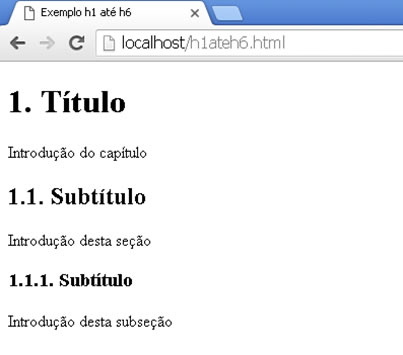 Exemplo h1 até h6
localhost/h1ateh6.html
1. Título
Introdução do capítulo
1.1. Subtítulo
Introdução desta seção
1.1.1. Subtítulo
Introdução desta subseção